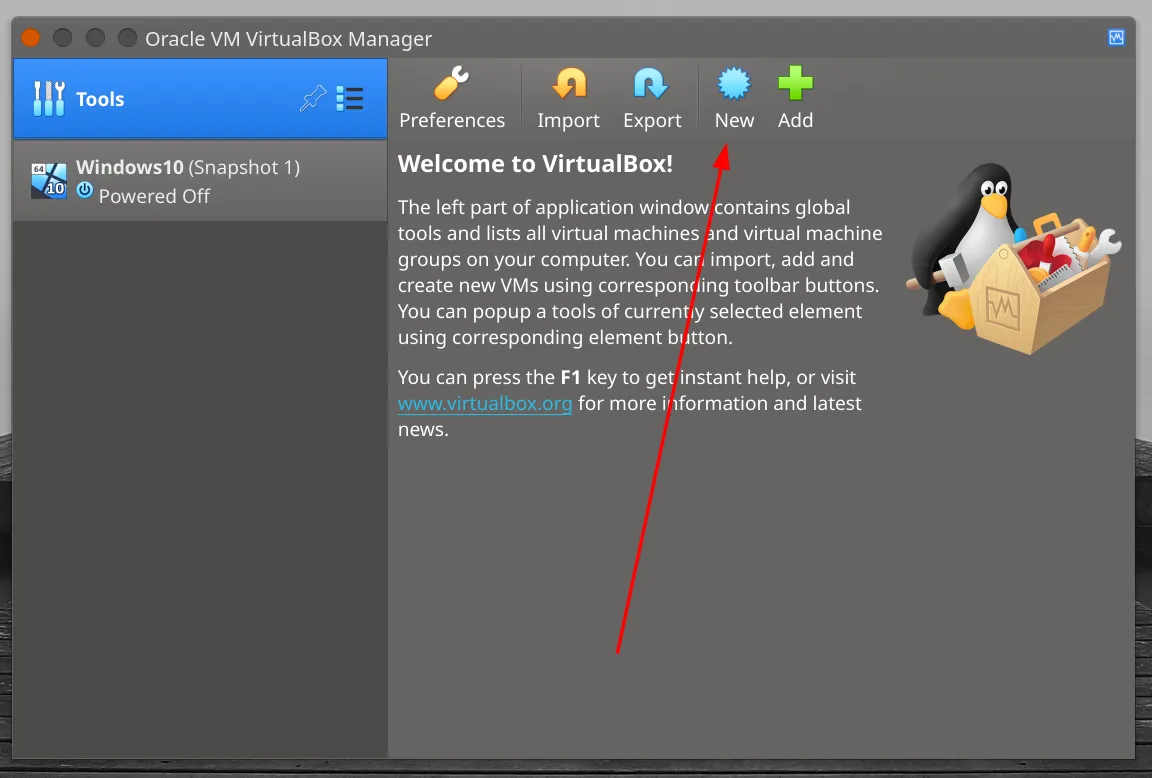 Oracle VM VirtualBox Manager
Tools
Preferences
Import
Export
New
Add
64
10
Windows10 (Snapshot 1)
Powered Off
Welcome to VirtualBox!
The left part of application window contains global
tools and lists all virtual machines and virtual machine
groups on your computer. You can import, add and
create new VMs using corresponding toolbar buttons.
You can popup a tools of currently selected element
using corresponding element button.
You can press the F1 key to get instant help, or visit
www.virtualbox.org for more information and latest
news.